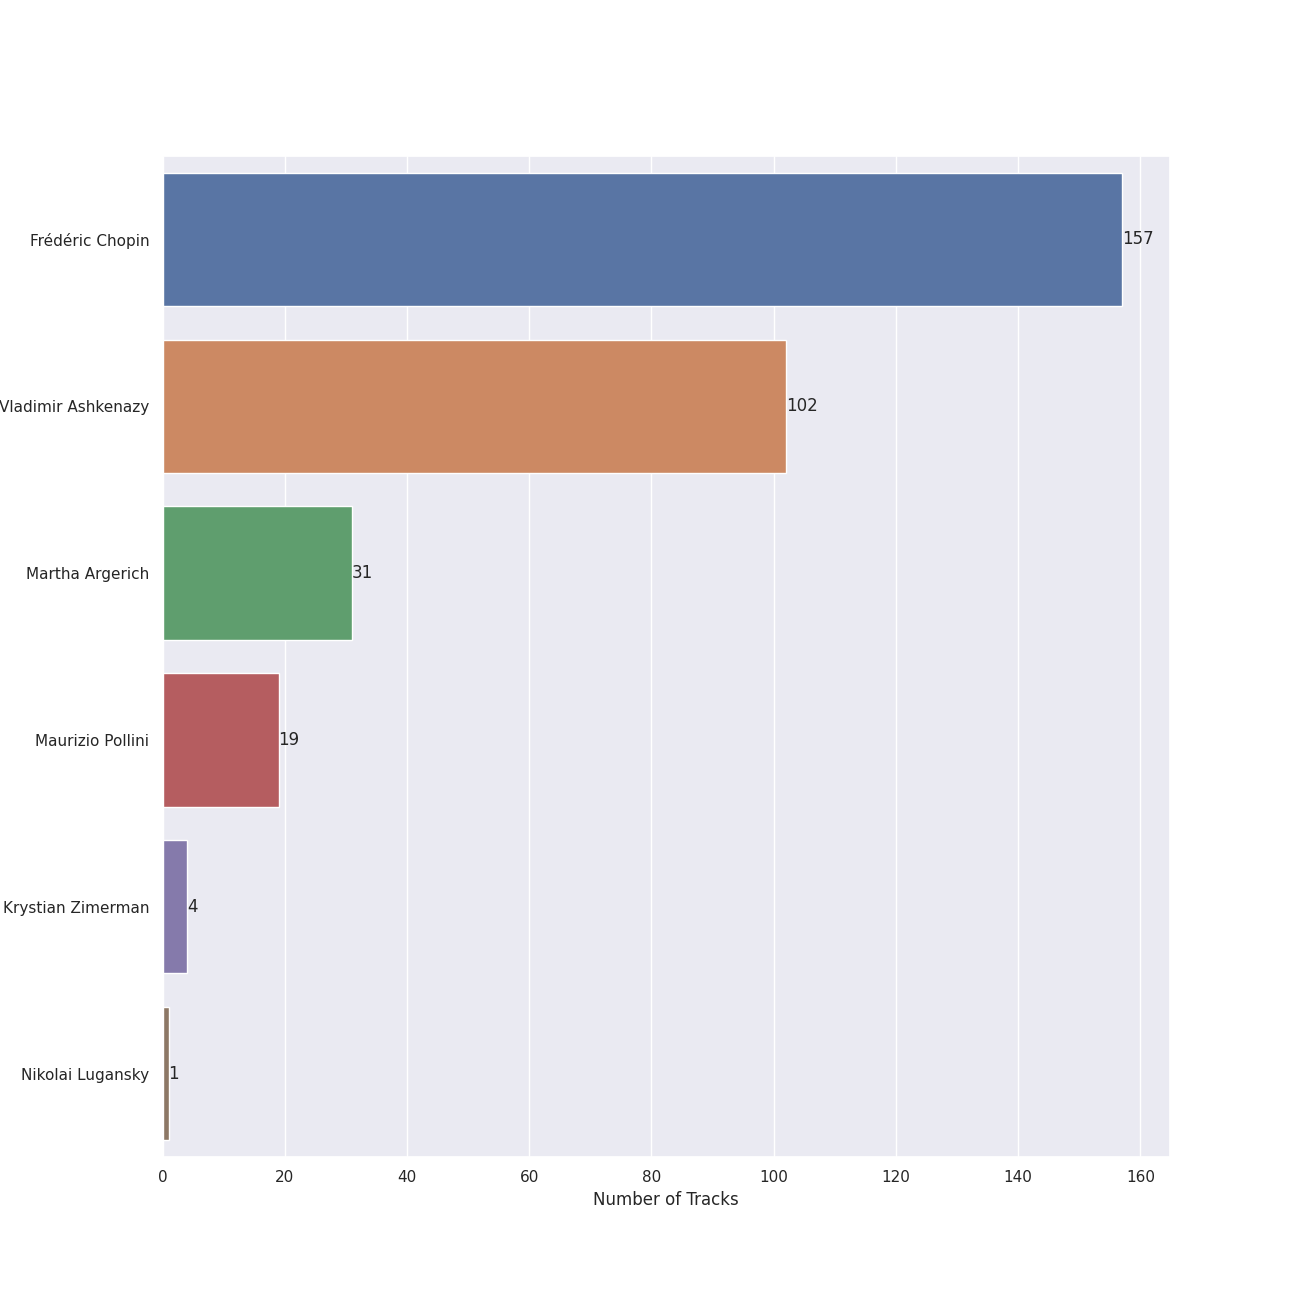 Frédéric Chopin
157
Vladimir Ashkenazy
102
Martha Argerich
31
Maurizio Pollini
19
Krystian Zimerman
4
Nikolai Lugansky
1
0 20 40 60 80 100 120 140 160
Number of Tracks